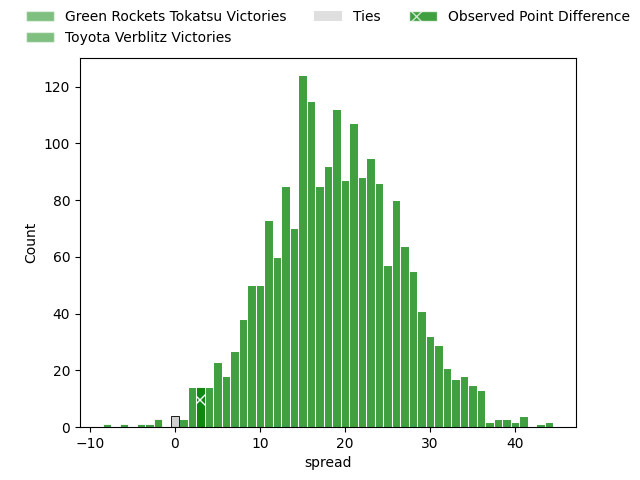 Green Rockets Tokatsu Victories
Toyota Verblitz Victories
Ties
Observed Point Difference
120
100
80
60
40
20
0
Count
−10 0 10 20 30 40
spread